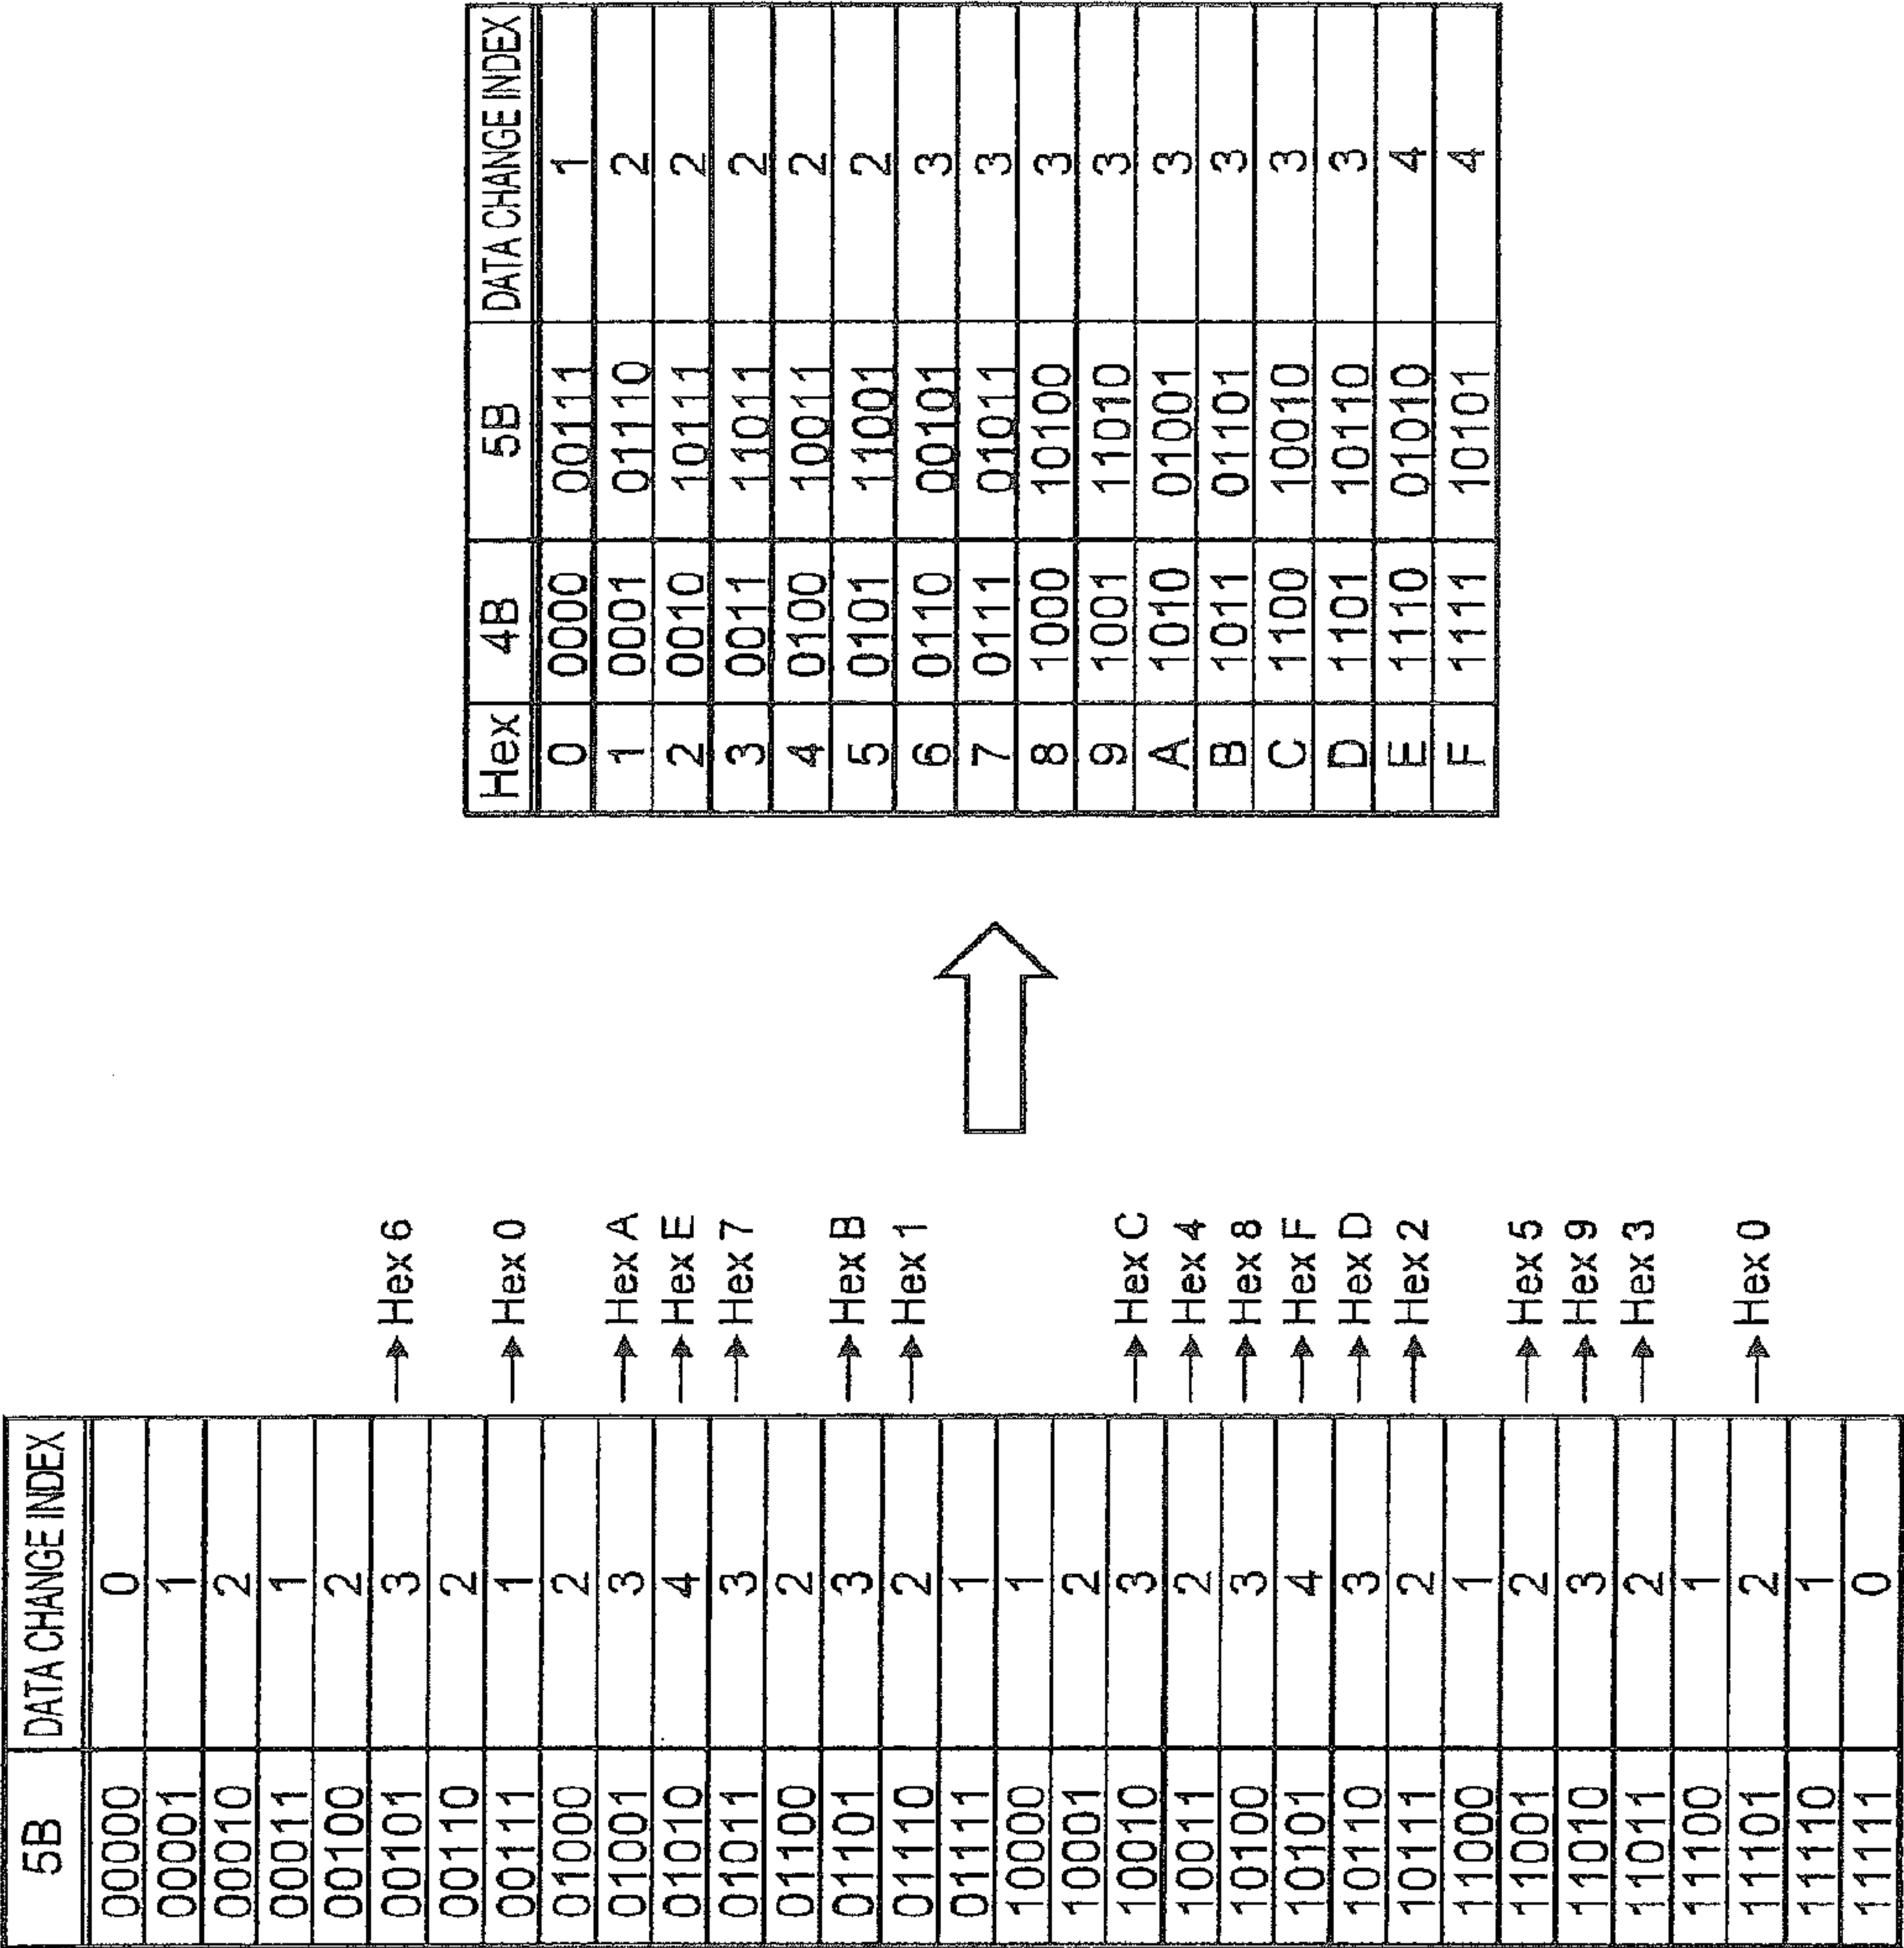 5B DATA CHANGE INDEX
00000 0
00001 1
00010 2
00011 1
00100 2
00101 3 Hex 6
00110 2
00111 1 Hex 0
01000 2
01001 3 Hex A
01010 4 Hex E
01011 3 Hex 7
01100 2
01101 3 Hex B
01110 2 Hex 1
01111 1
10000 1
10001 2
10010 3 Hex C
10011 2 Hex 4
10100 3 Hex 8
10101 4 Hex F
10110 3 Hex D
10111 2 Hex 2
11000 1
11001 2 Hex 5
11010 3 Hex 9
11011 2 Hex 3
11100 1
11101 2 Hex 0
11110 1
11111 0
Hex 4B 5B DATA CHANGE INDEX
0 0000 00111 1
1 0001 01110 2
2 0010 10111 2
3 0011 11011 2
4 0100 10011 2
5 0101 11001 2
6 0110 00101 3
7 0111 01011 3
8 1000 10100 3
9 1001 11010 3
A 1010 01001 3
B 1011 01101 3
C 1100 10010 3
D 1101 10110 3
E 1110 01010 4
F 1111 10101 4